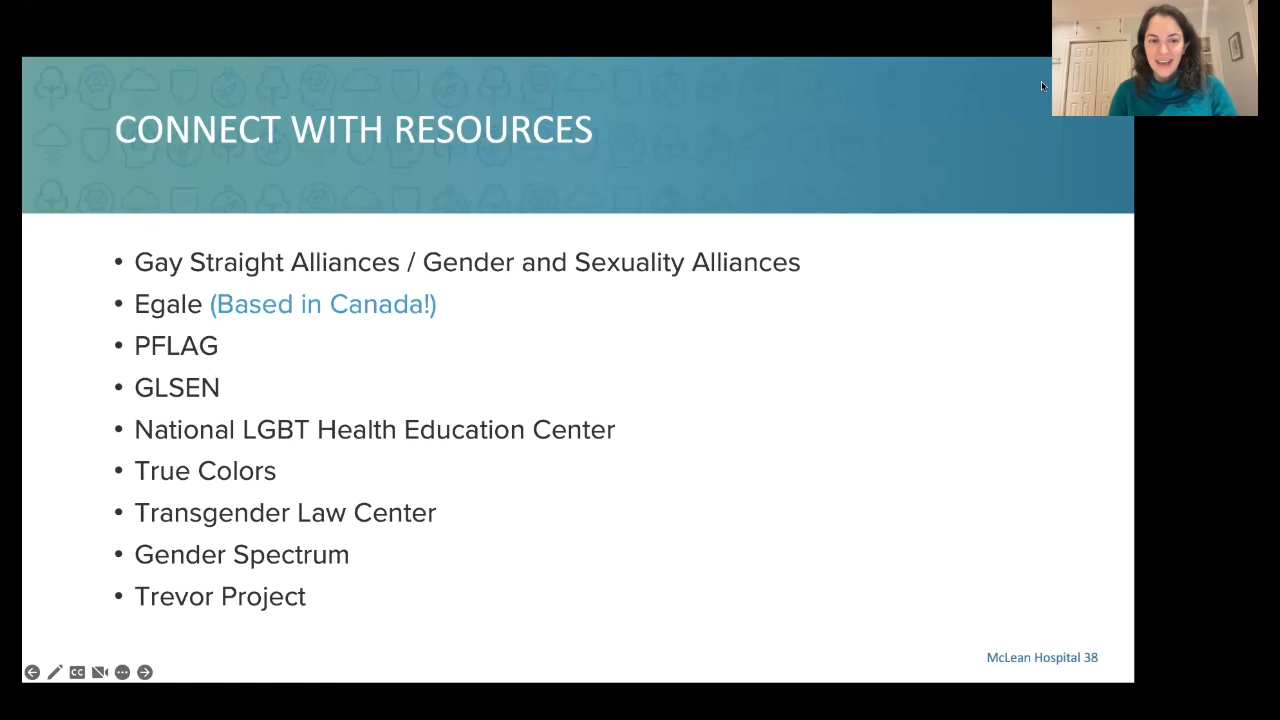 CONNECT WITH RESOURCES
• Gay Straight Alliances / Gender and Sexuality Alliances
• Egale (Based in Canada!)
• PFLAG
• GLSEN
• National LGBT Health Education Center
• True Colors
• Transgender Law Center
• Gender Spectrum
• Trevor Project
McLean Hospital 38
CC